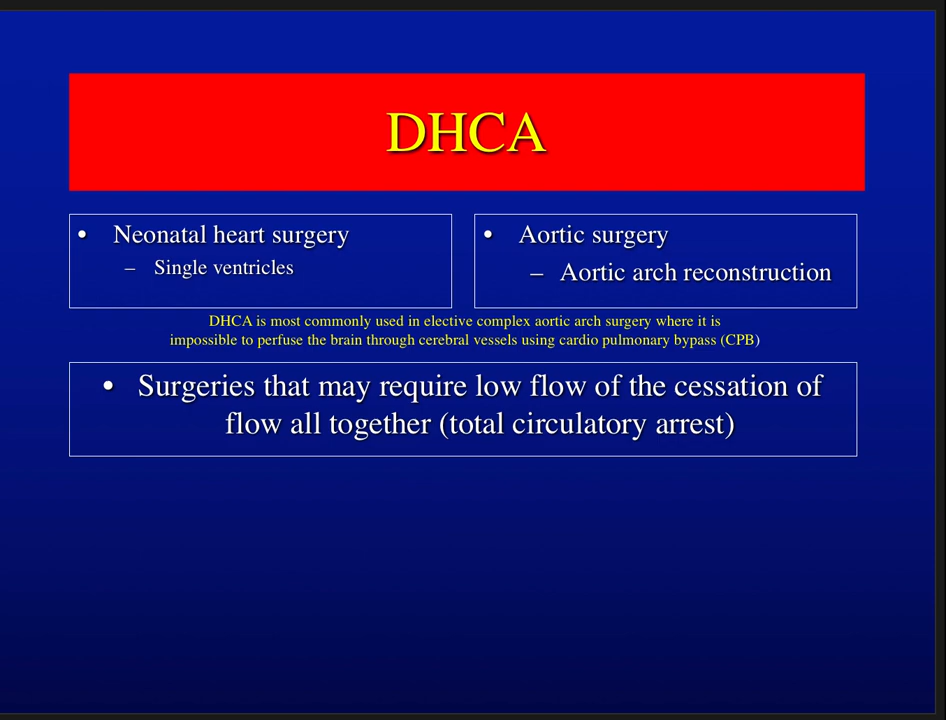 DHCA
• Neonatal heart surgery
– Single ventricles
• Aortic surgery
– Aortic arch reconstruction
DHCA is most commonly used in elective complex aortic arch surgery where it is
impossible to perfuse the brain through cerebral vessels using cardio pulmonary bypass (CPB)
• Surgeries that may require low flow of the cessation of
flow all together (total circulatory arrest)